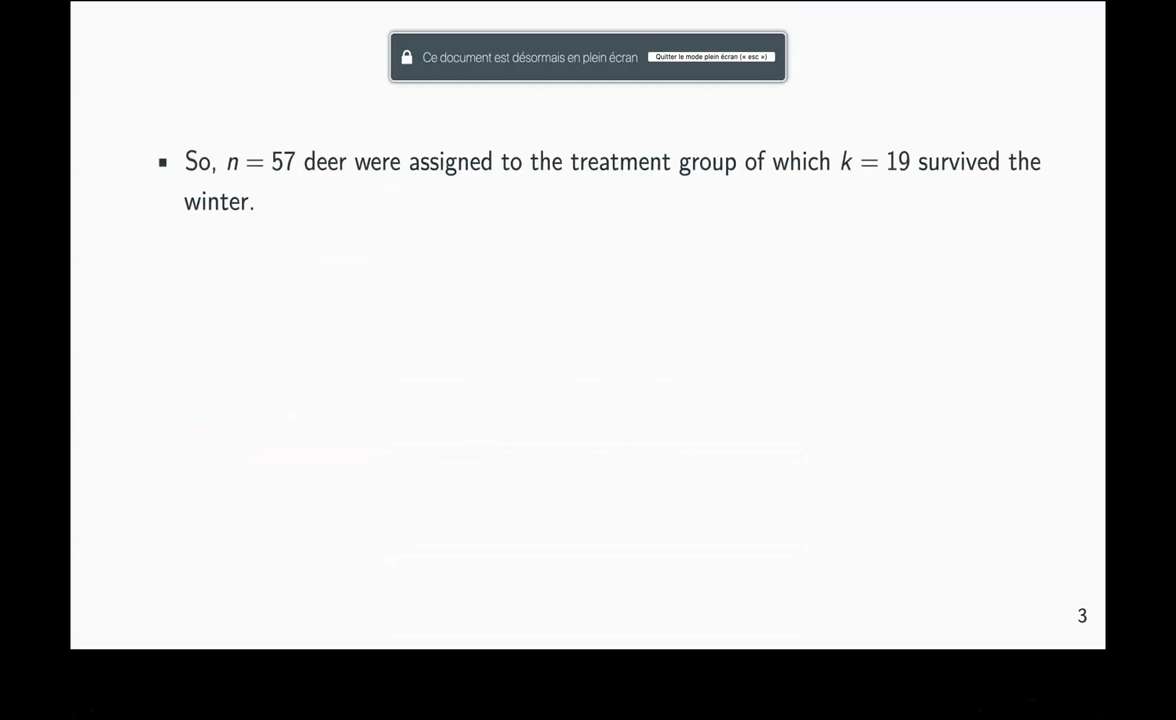 Ce document est désormais en plein écran Quitter le mode plein écran (« esc »)
▪ So, n = 57 deer were assigned to the treatment group of which k = 19 survived the
winter.
3